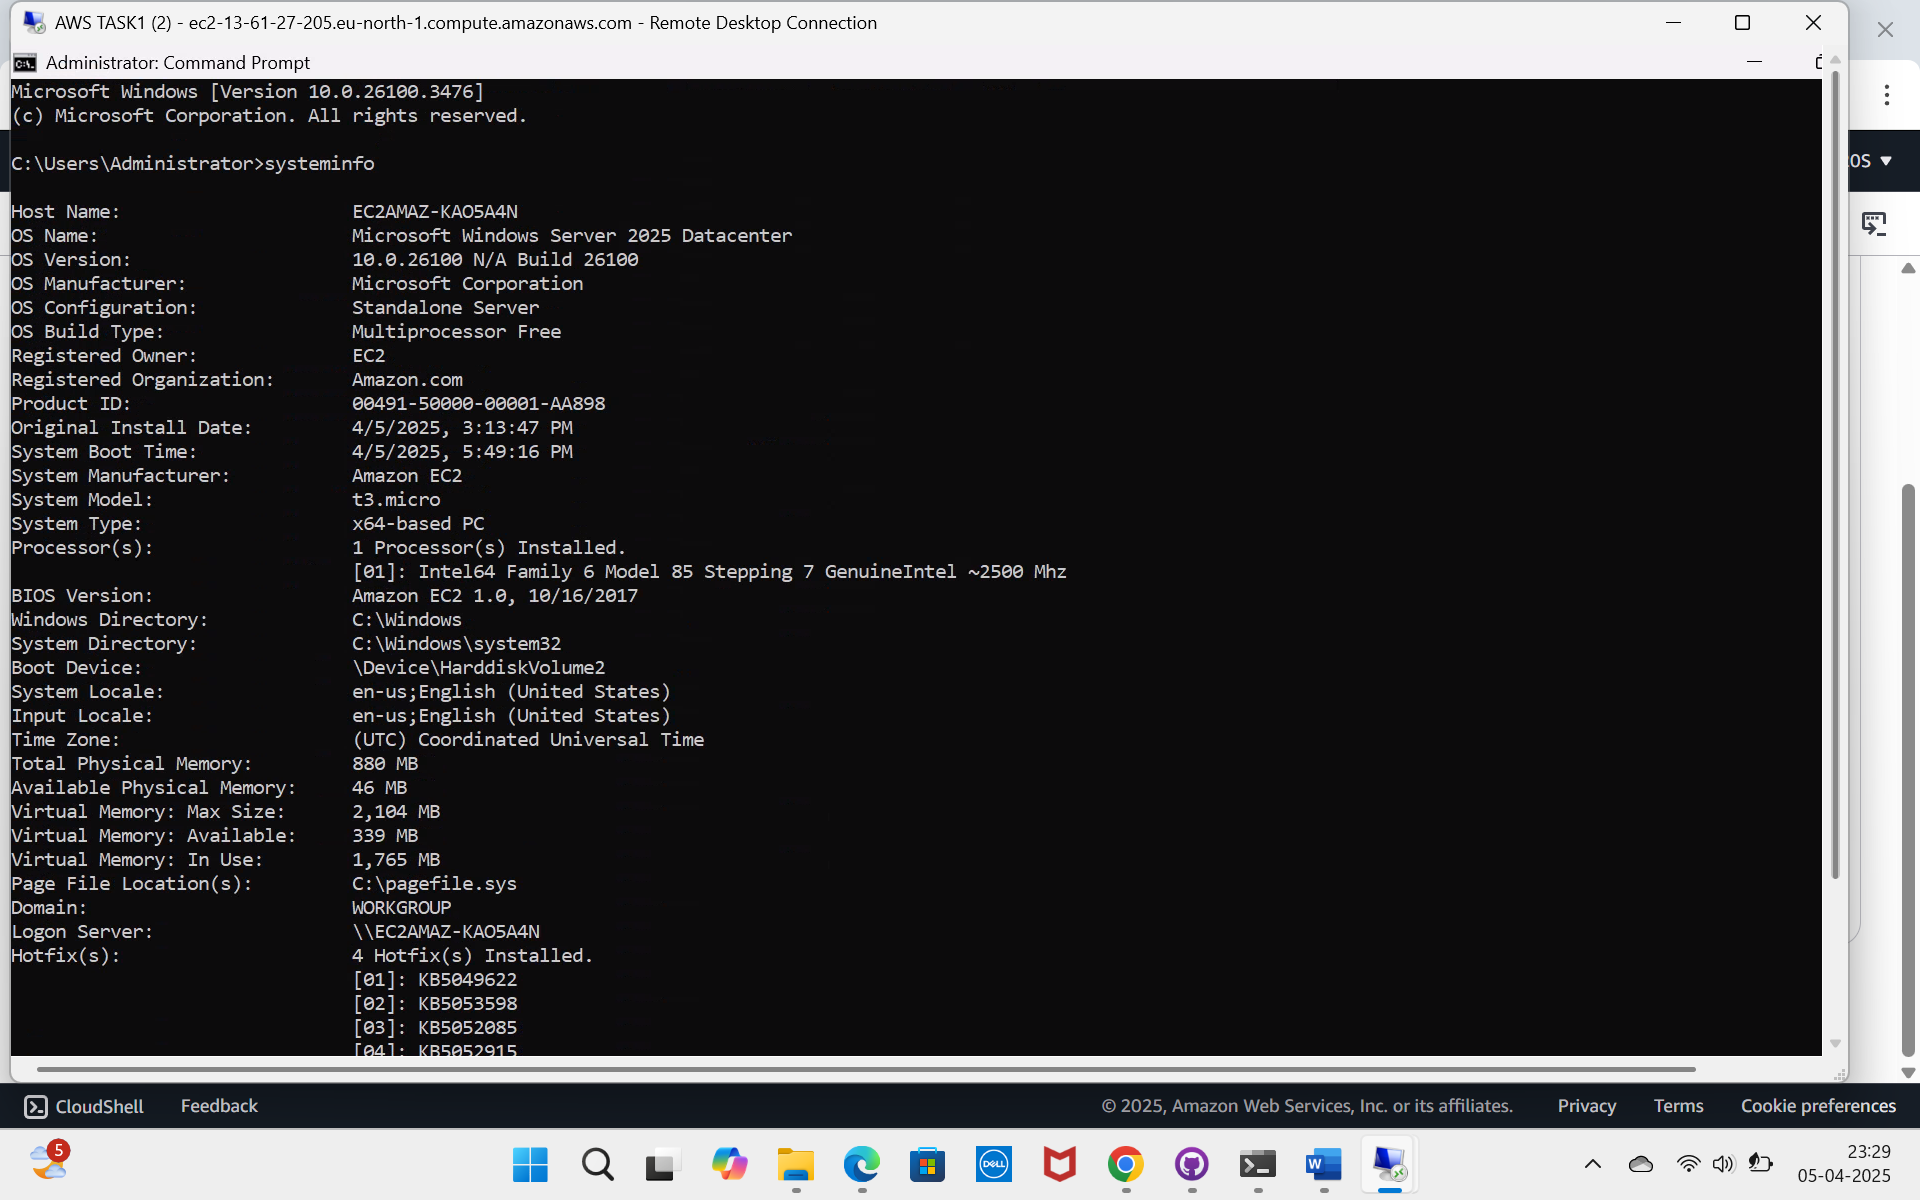 AWS TASK1 (2) - ec2-13-61-27-205.eu-north-1.compute.amazonaws.com - Remote Desktop Connection
Administrator: Command Prompt
Microsoft Windows [Version 10.0.26100.3476]
(c) Microsoft Corporation. All rights reserved.
C:\Users\Administrator>systeminfo
Host Name: EC2AMAZ-KAO5A4N
OS Name: Microsoft Windows Server 2025 Datacenter
OS Version: 10.0.26100 N/A Build 26100
OS Manufacturer: Microsoft Corporation
OS Configuration: Standalone Server
OS Build Type: Multiprocessor Free
Registered Owner: EC2
Registered Organization: Amazon.com
Product ID: 00491-50000-00001-AA898
Original Install Date: 4/5/2025, 3:13:47 PM
System Boot Time: 4/5/2025, 5:49:16 PM
System Manufacturer: Amazon EC2
System Model: t3.micro
System Type: x64-based PC
Processor(s): 1 Processor(s) Installed.
[01]: Intel64 Family 6 Model 85 Stepping 7 GenuineIntel ~2500 Mhz
BIOS Version: Amazon EC2 1.0, 10/16/2017
Windows Directory: C:\Windows
System Directory: C:\Windows\system32
Boot Device: \Device\HarddiskVolume2
System Locale: en-us;English (United States)
Input Locale: en-us;English (United States)
Time Zone: (UTC) Coordinated Universal Time
Total Physical Memory: 880 MB
Available Physical Memory: 46 MB
Virtual Memory: Max Size: 2,104 MB
Virtual Memory: Available: 339 MB
Virtual Memory: In Use: 1,765 MB
Page File Location(s): C:\pagefile.sys
Domain: WORKGROUP
Logon Server: \\EC2AMAZ-KAO5A4N
Hotfix(s): 4 Hotfix(s) Installed.
[01]: KB5049622
[02]: KB5053598
[03]: KB5052085
[04]: KB5052915
CloudShell Feedback © 2025, Amazon Web Services, Inc. or its affiliates. Privacy Terms Cookie preferences
5
DELL
W
23:29
05-04-2025